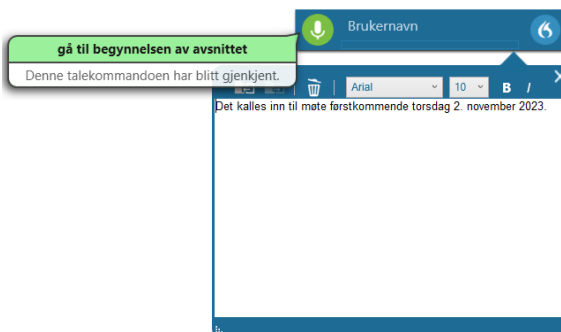 Brukernavn
gå til begynnelsen av avsnittet
Denne talekommandoen har blitt gjenkjent.
Arial
10
B I
Det kalles inn til møte førstkommende torsdag 2. november 2023.